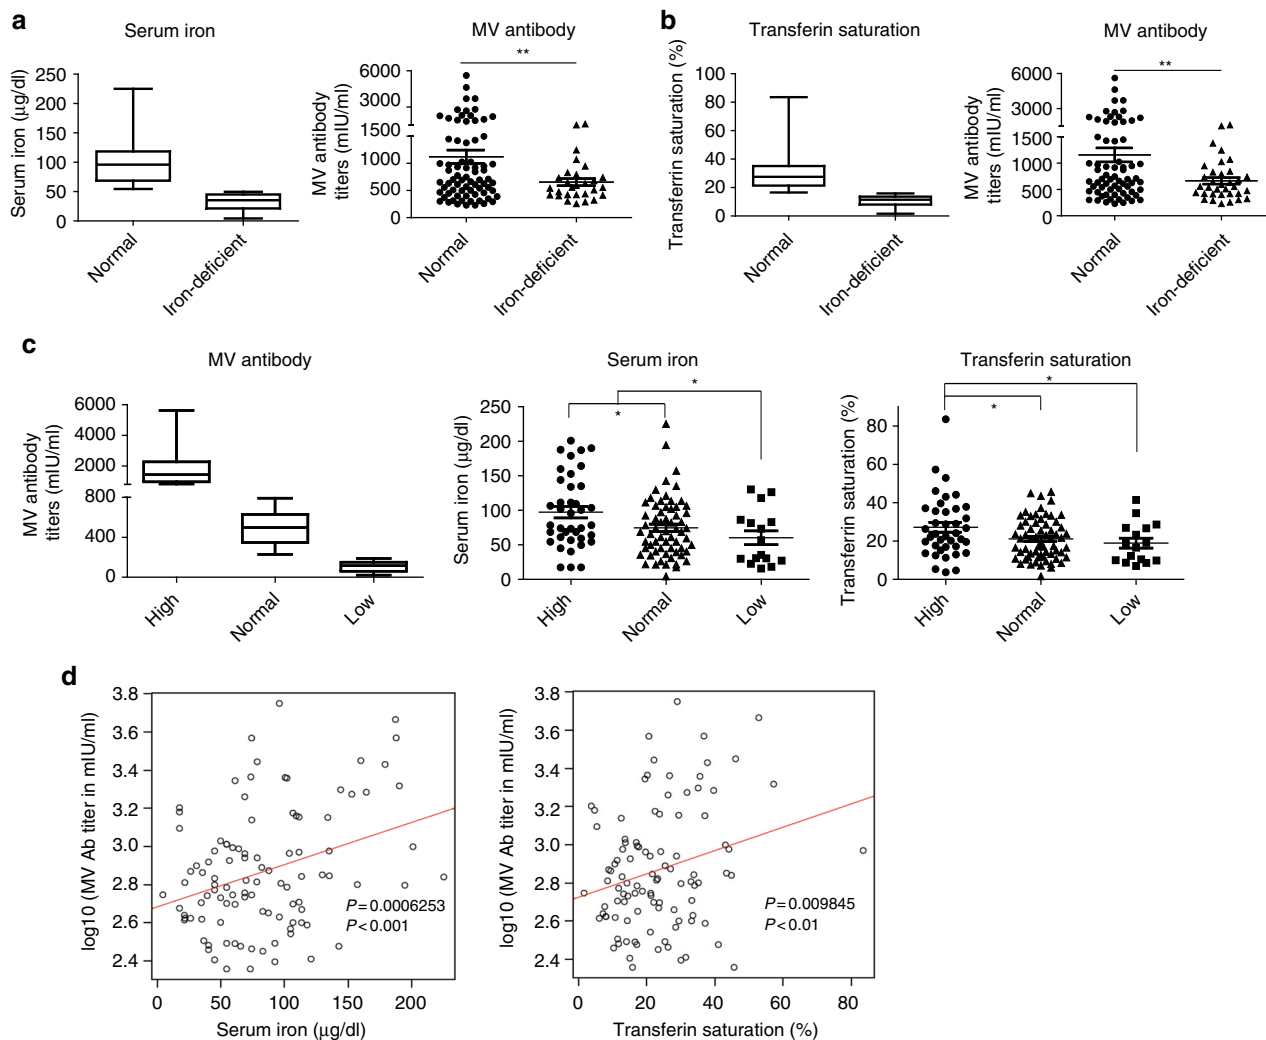 a
Serum iron
Serum iron (μg/dl)
250
200
150
100
50
0
Normal
Iron-deficient
MV antibody
**
MV antibody
titers (mIU/ml)
6000
3000
1500
1000
500
0
Normal
Iron-deficient
b
Transferin saturation
Transferrin saturation (%)
100
80
60
40
20
0
Normal
Iron-deficient
MV antibody
**
MV antibody
titers (mIU/ml)
6000
3000
1500
1000
500
0
Normal
Iron-deficient
c
MV antibody
MV antibody
titers (mIU/ml)
6000
4000
2000
800
400
0
High
Normal
Low
Serum iron
*
*
Serum iron (μg/dl)
250
200
150
100
50
0
High
Normal
Low
Transferin saturation
*
*
Transferrin saturation (%)
80
60
40
20
0
High
Normal
Low
d
log10 (MV Ab titer in mIU/ml)
3.8
3.6
3.4
3.2
3.0
2.8
2.6
2.4
P=0.0006253
P<0.001
0
50
100
150
200
Serum iron (μg/dl)
log10 (MV Ab titer in mIU/ml)
3.8
3.6
3.4
3.2
3.0
2.8
2.6
2.4
P=0.009845
P<0.01
0
20
40
60
80
Transferin saturation (%)